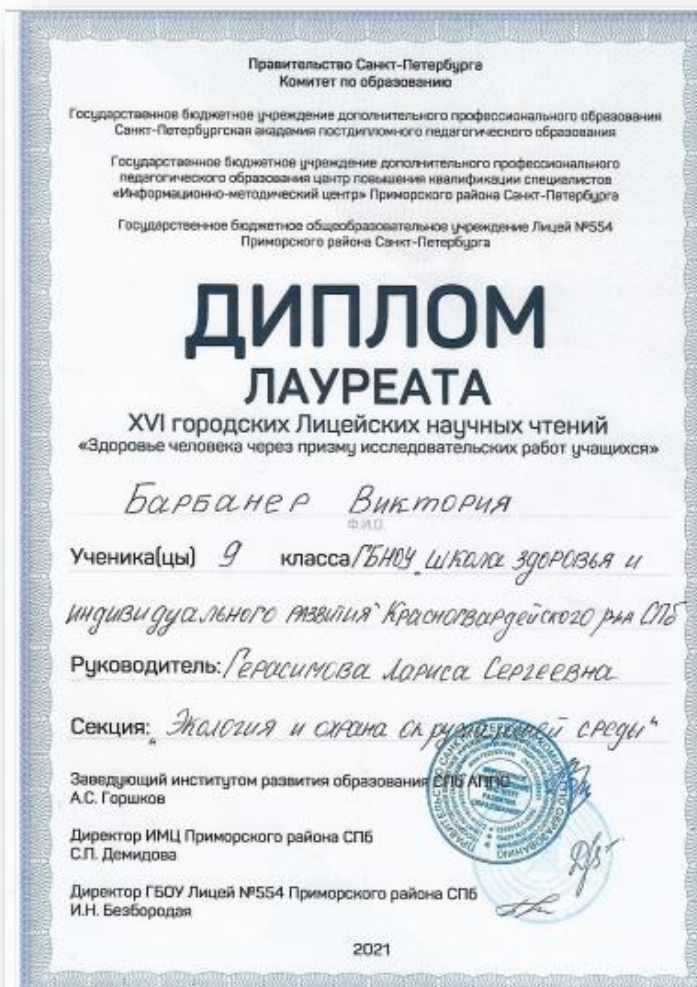 Правительство Санкт-Петербурга
Комитет по образованию
Государственное бюджетное учреждение дополнительного профессионального образования
Санкт-Петербургская академия постдипломного педагогического образования
Государственное бюджетное учреждение дополнительного профессионального
педагогического образования центр повышения квалификации специалистов
«Информационно-методический центр» Приморского района Санкт-Петербурга
Государственное бюджетное общеобразовательное учреждение Лицей №554
Приморского района Санкт-Петербурга
ДИПЛОМ
ЛАУРЕАТА
XVI городских Лицейских научных чтений
«Здоровье человека через призму исследовательских работ учащихся»
Барбанер Виктория
Ф.И.О.
Ученика(цы) 9 класса ГБНОУ „Школа здоровья и
индивидуального развития" Красногвардейского р-на СПб
Руководитель: Герасимова Лариса Сергеевна
Секция: „Экология и охрана окружающей среды"
Заведующий институтом развития образования СПб АППО
А.С. Горшков
Директор ИМЦ Приморского района СПб
С.П. Демидова
Директор ГБОУ Лицей №554 Приморского района СПб
И.Н. Безбородая
2021